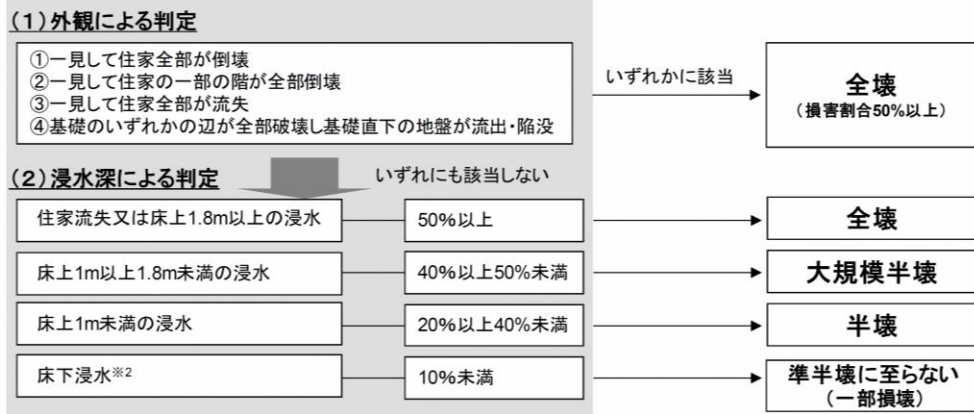 (1)外観による判定
①一見して住家全部が倒壊
②一見して住家の一部の階が全部倒壊
③一見して住家全部が流失
④基礎のいずれかの辺が全部破壊し基礎直下の地盤が流出・陥没
いずれかに該当
全壊
(損害割合50%以上)
(2)浸水深による判定
いずれにも該当しない
住家流失又は床上1.8m以上の浸水
50%以上
全壊
床上1m以上1.8m未満の浸水
40%以上50%未満
大規模半壊
床上1m未満の浸水
20%以上40%未満
半壊
床下浸水※2
10%未満
準半壊に至らない
(一部損壊)